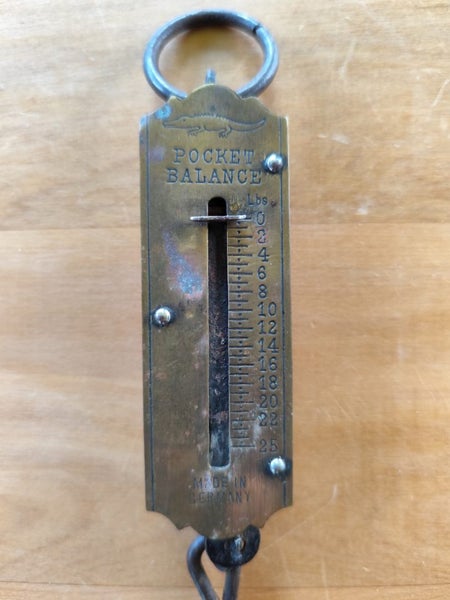 POCKET
BALANCE
Lbs.
0
2
4
6
8
10
12
14
16
18
20
22
25
MADE IN
GERMANY